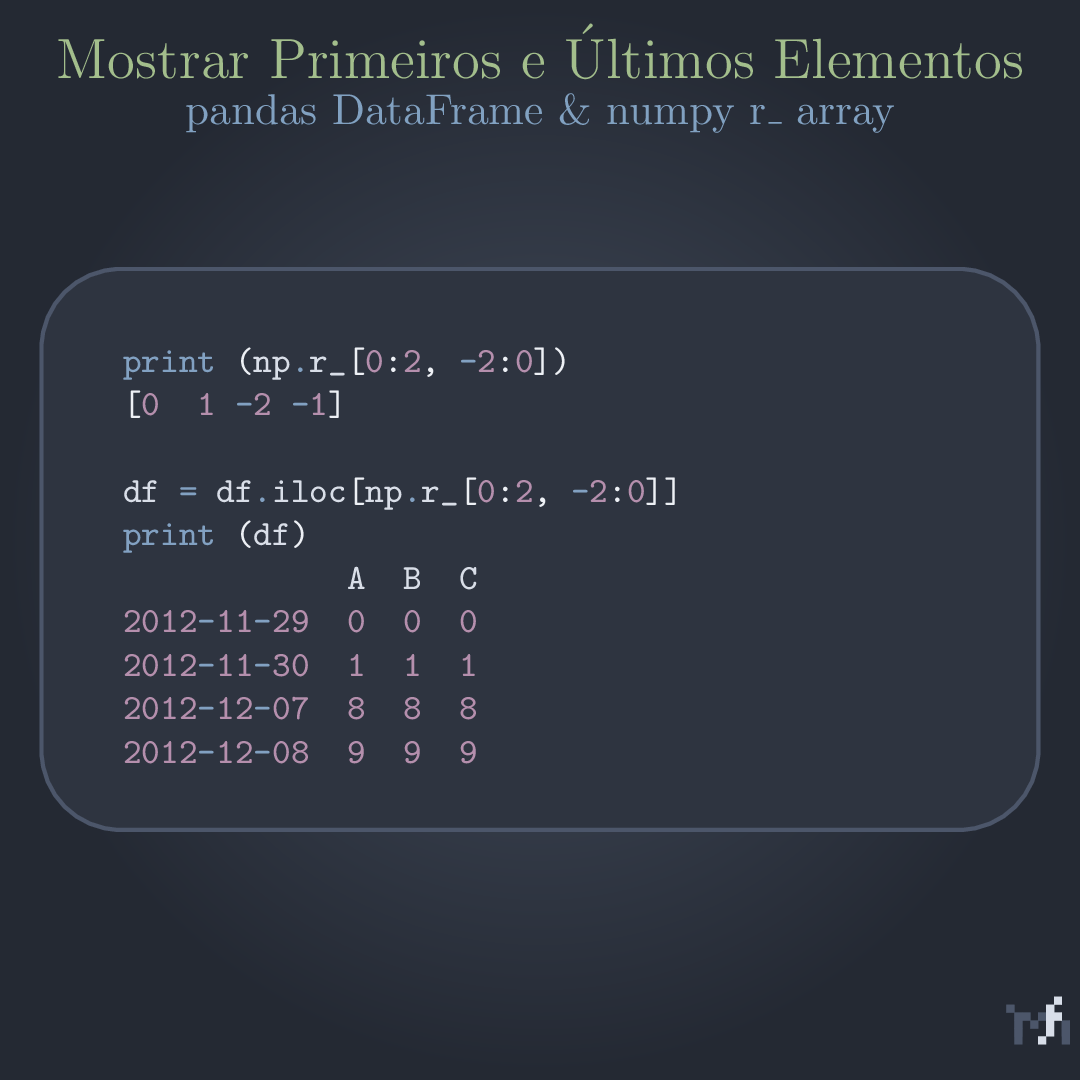 Mostrar Primeiros e Últimos Elementos
pandas DataFrame & numpy r_ array
print (np.r_[0:2, -2:0])
[0  1 -2 -1]
df = df.iloc[np.r_[0:2, -2:0]]
print (df)
            A  B  C
2012-11-29  0  0  0
2012-11-30  1  1  1
2012-12-07  8  8  8
2012-12-08  9  9  9